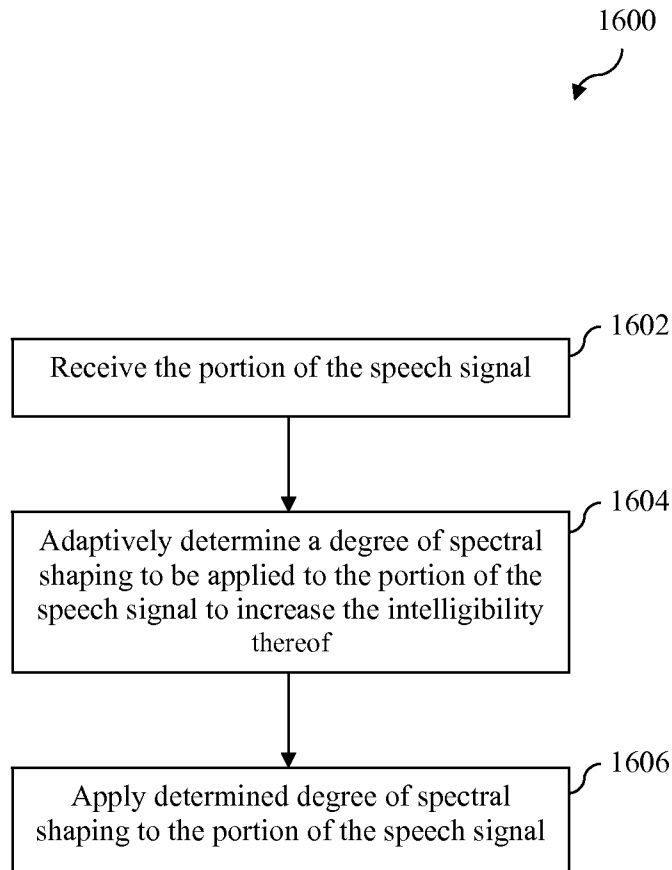 1600
1602
Receive the portion of the speech signal
1604
Adaptively determine a degree of spectral
shaping to be applied to the portion of the
speech signal to increase the intelligibility
thereof
1606
Apply determined degree of spectral
shaping to the portion of the speech signal